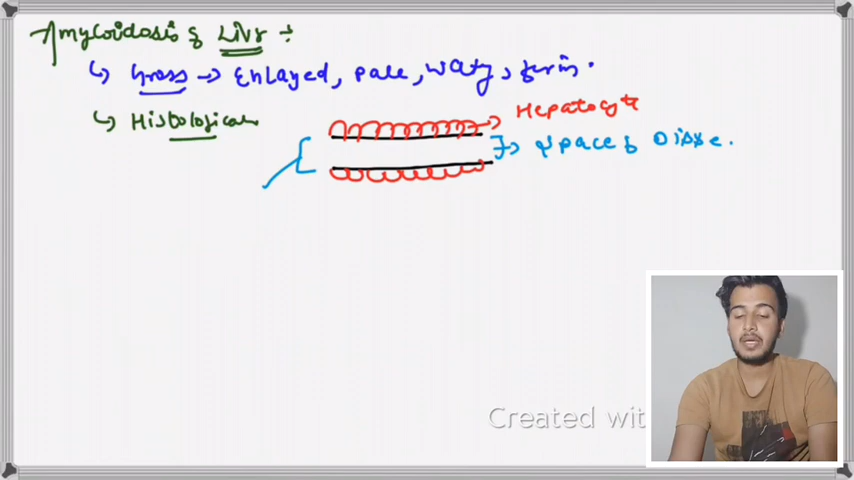 Amyloidosis of Liver ÷
↳ Gross → Enlarged, pale, waxy, firm.
↳ Histological
Hepatocyte
Space of Disse.
Created wit